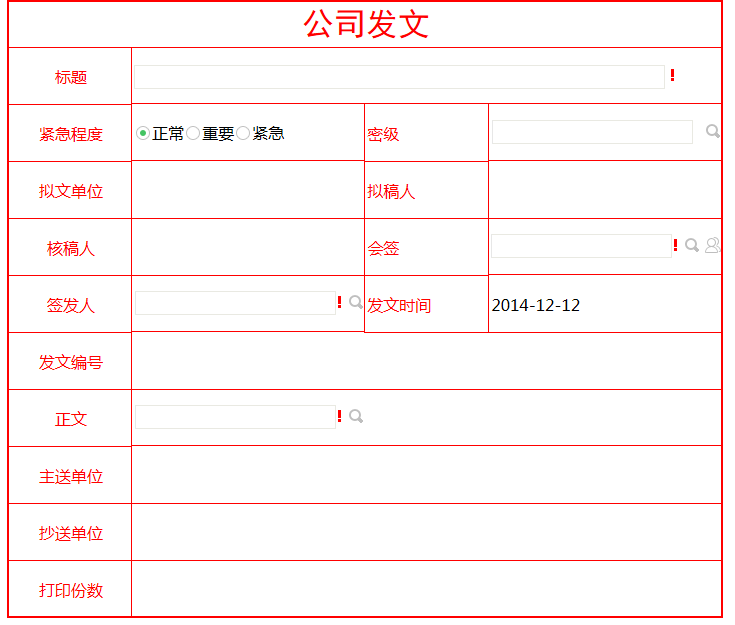 公司发文
标题 !
紧急程度 正常 重要 紧急 密级
拟文单位 拟稿人
核稿人 会签 !
签发人 ! 发文时间 2014-12-12
发文编号
正文 !
主送单位
抄送单位
打印份数